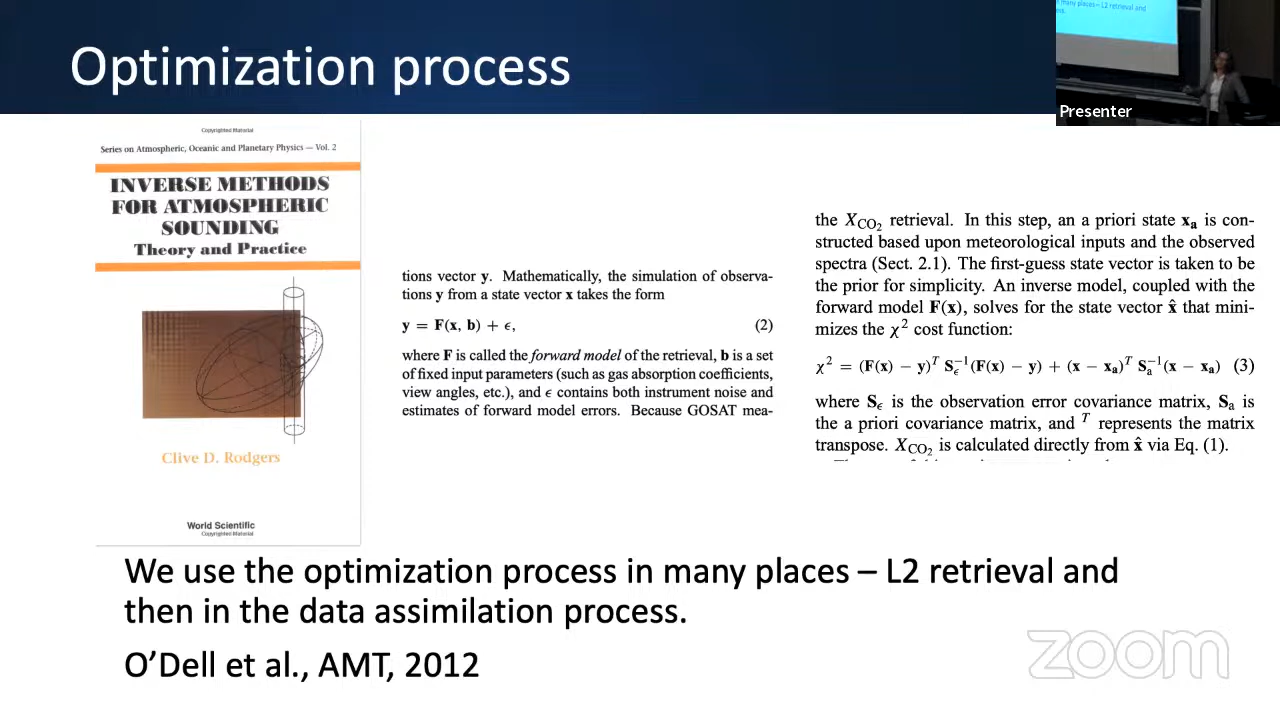 Optimization process
many places – L2 retrieval and
Presenter
Copyrighted Material
Series on Atmospheric, Oceanic and Planetary Physics — Vol. 2
INVERSE METHODS
FOR ATMOSPHERIC
SOUNDING
Theory and Practice
Clive D. Rodgers
World Scientific
Copyrighted Material
tions vector y. Mathematically, the simulation of observa-
tions y from a state vector x takes the form
y = F(x, b) + ϵ, (2)
where F is called the forward model of the retrieval, b is a set
of fixed input parameters (such as gas absorption coefficients,
view angles, etc.), and ϵ contains both instrument noise and
estimates of forward model errors. Because GOSAT mea-
the X_CO₂ retrieval. In this step, an a priori state xₐ is con-
structed based upon meteorological inputs and the observed
spectra (Sect. 2.1). The first-guess state vector is taken to be
the prior for simplicity. An inverse model, coupled with the
forward model F(x), solves for the state vector x̂ that mini-
mizes the χ² cost function:
χ² = (F(x) − y)ᵀ S_ϵ⁻¹(F(x) − y) + (x − xₐ)ᵀ Sₐ⁻¹(x − xₐ) (3)
where S_ϵ is the observation error covariance matrix, Sₐ is
the a priori covariance matrix, and ᵀ represents the matrix
transpose. X_CO₂ is calculated directly from x̂ via Eq. (1).
We use the optimization process in many places – L2 retrieval and
then in the data assimilation process.
O’Dell et al., AMT, 2012
zoom